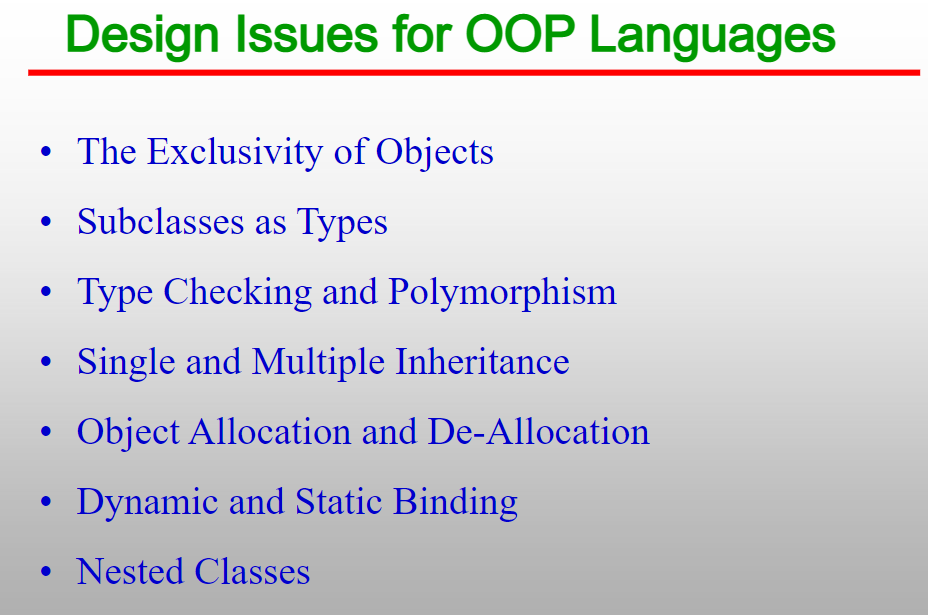 Design Issues for OOP Languages
• The Exclusivity of Objects
• Subclasses as Types
• Type Checking and Polymorphism
• Single and Multiple Inheritance
• Object Allocation and De-Allocation
• Dynamic and Static Binding
• Nested Classes